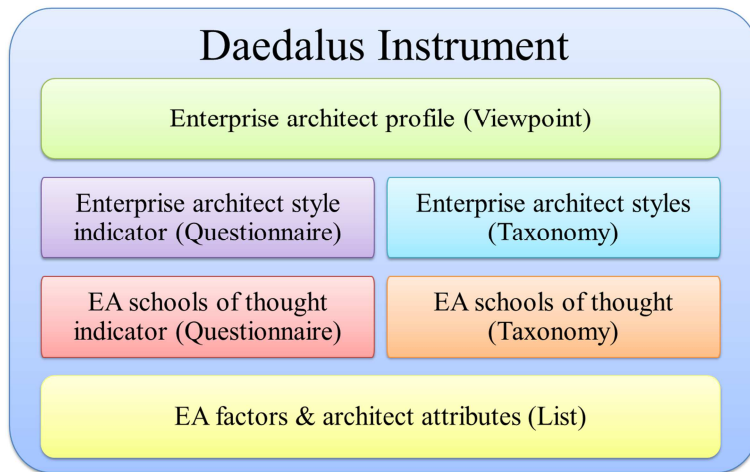 Daedalus Instrument
Enterprise architect profile (Viewpoint)
Enterprise architect style
indicator (Questionnaire)
Enterprise architect styles
(Taxonomy)
EA schools of thought
indicator (Questionnaire)
EA schools of thought
(Taxonomy)
EA factors & architect attributes (List)